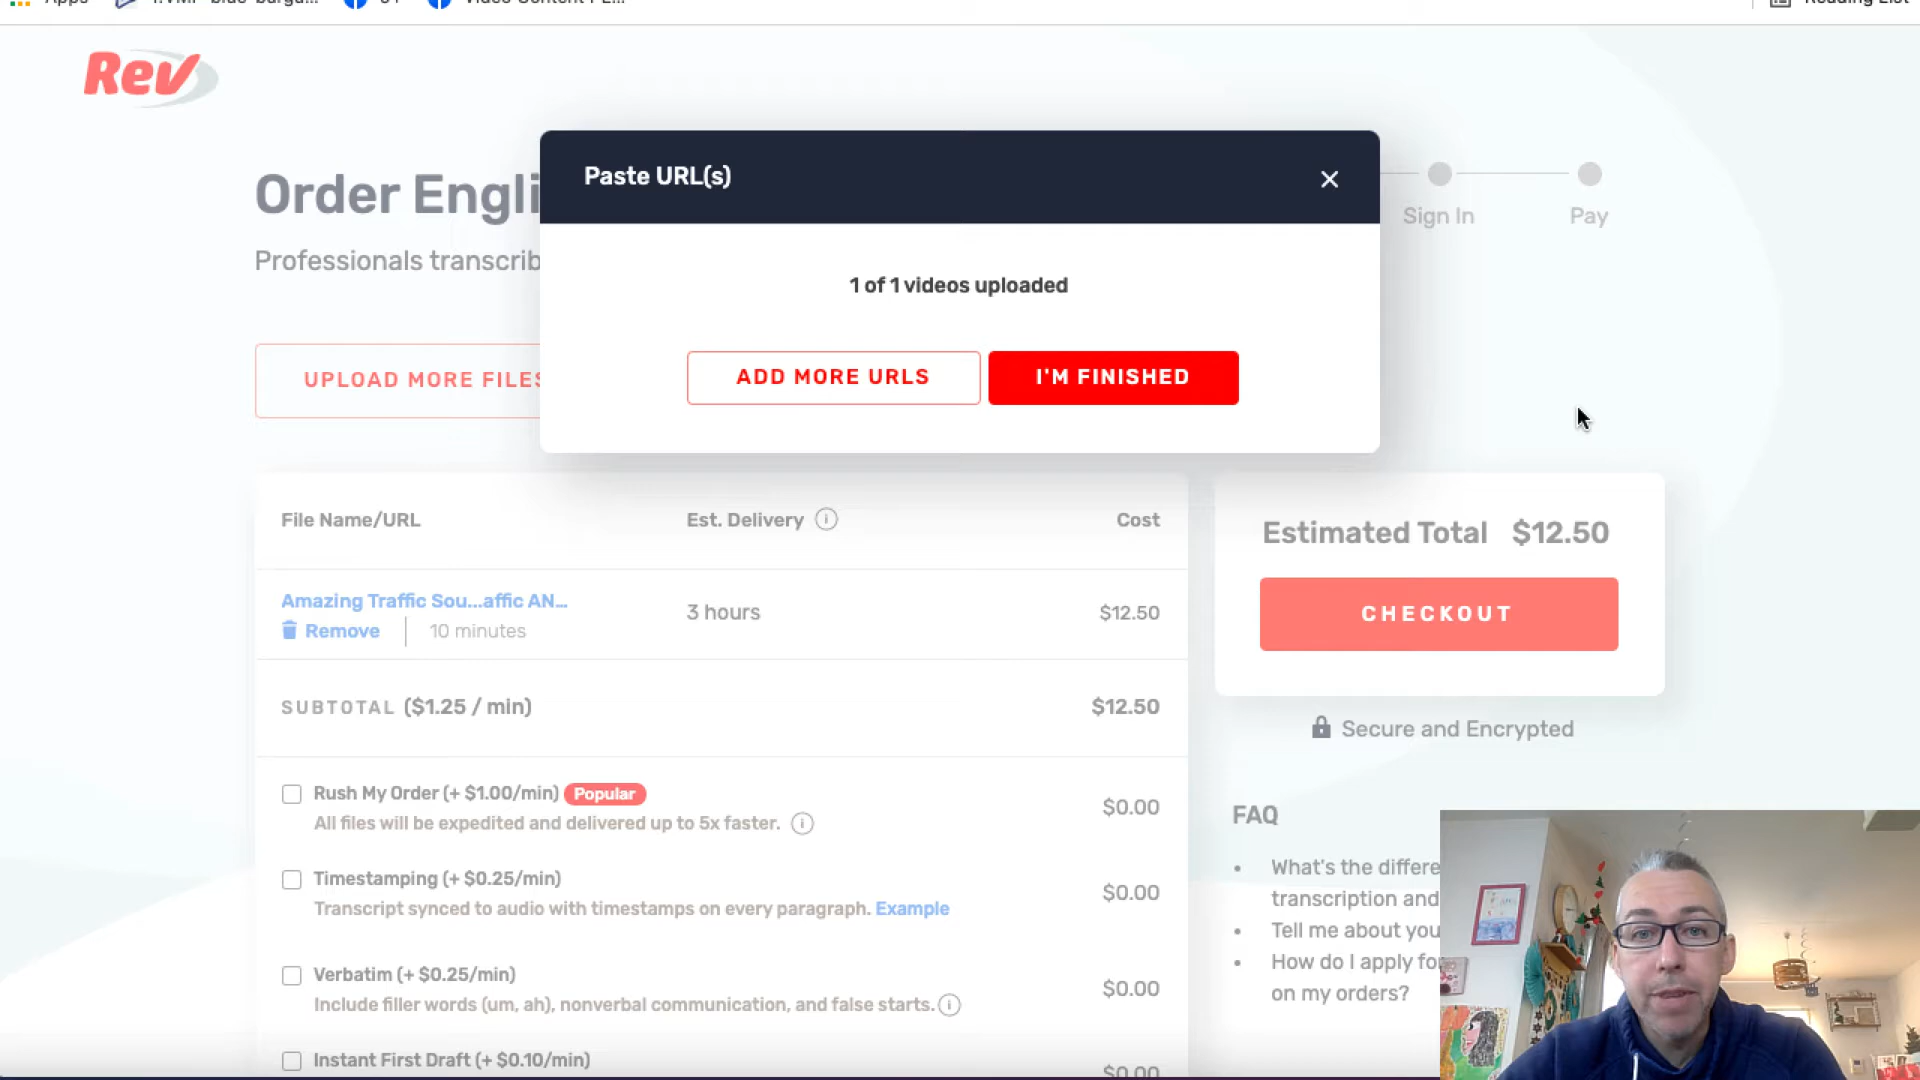 Apps
Reading List
Rev
Paste URL(s)
Order Engli
Sign In
Pay
Professionals transcrib
1 of 1 videos uploaded
UPLOAD MORE FILES
ADD MORE URLS
I'M FINISHED
File Name/URL
Est. Delivery
Cost
Estimated Total $12.50
Amazing Traffic Sou...affic AN...
3 hours
$12.50
CHECKOUT
Remove
10 minutes
SUBTOTAL ($1.25 / min)
$12.50
Secure and Encrypted
Rush My Order (+ $1.00/min) Popular
$0.00
All files will be expedited and delivered up to 5x faster.
FAQ
Timestamping (+ $0.25/min)
$0.00
Transcript synced to audio with timestamps on every paragraph. Example
• What's the differe
transcription and
• Tell me about you
• How do I apply for
on my orders?
Verbatim (+ $0.25/min)
$0.00
Include filler words (um, ah), nonverbal communication, and false starts.
Instant First Draft (+ $0.10/min)
$0.00